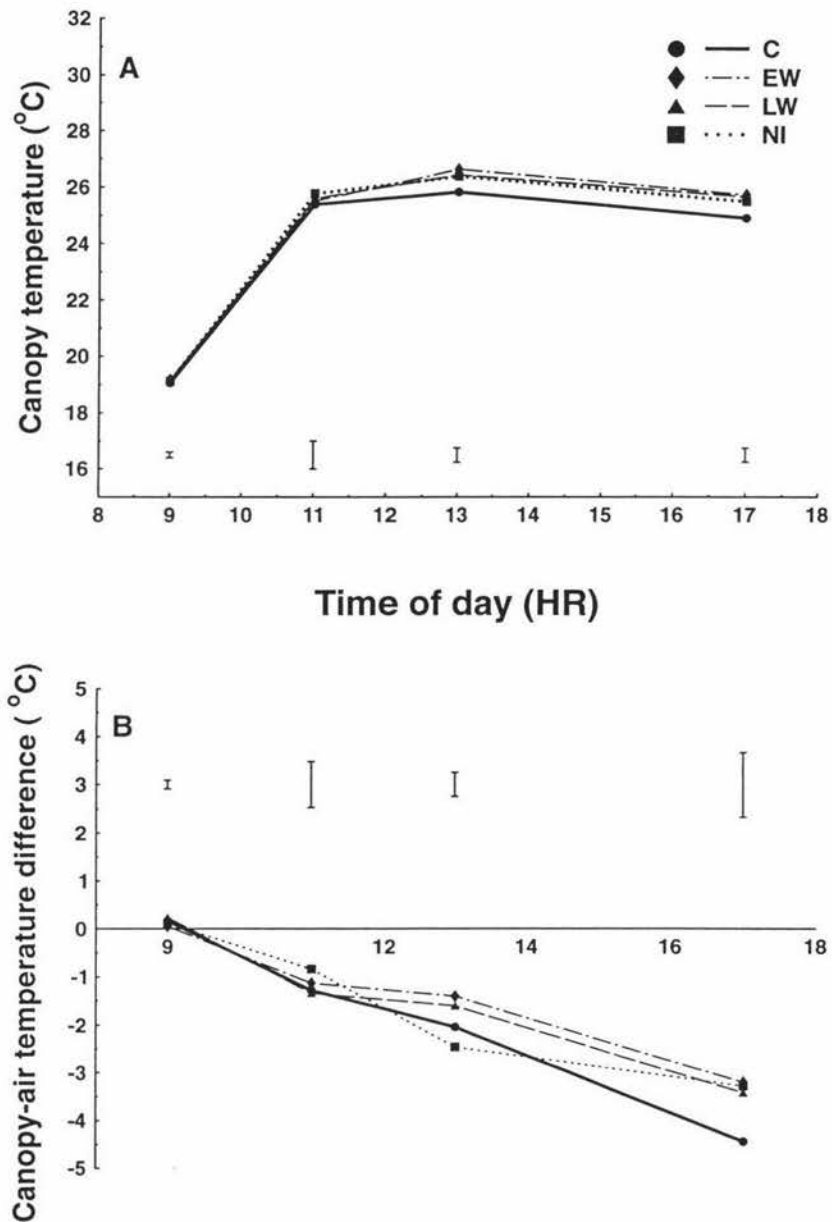 A
C
EW
LW
NI
Canopy temperature (°C)
32
30
28
26
24
22
20
18
16
8 9 10 11 12 13 14 15 16 17 18
Time of day (HR)
B
Canopy-air temperature difference ( °C)
5
4
3
2
1
0
-1
-2
-3
-4
-5
9 12 14 16 18